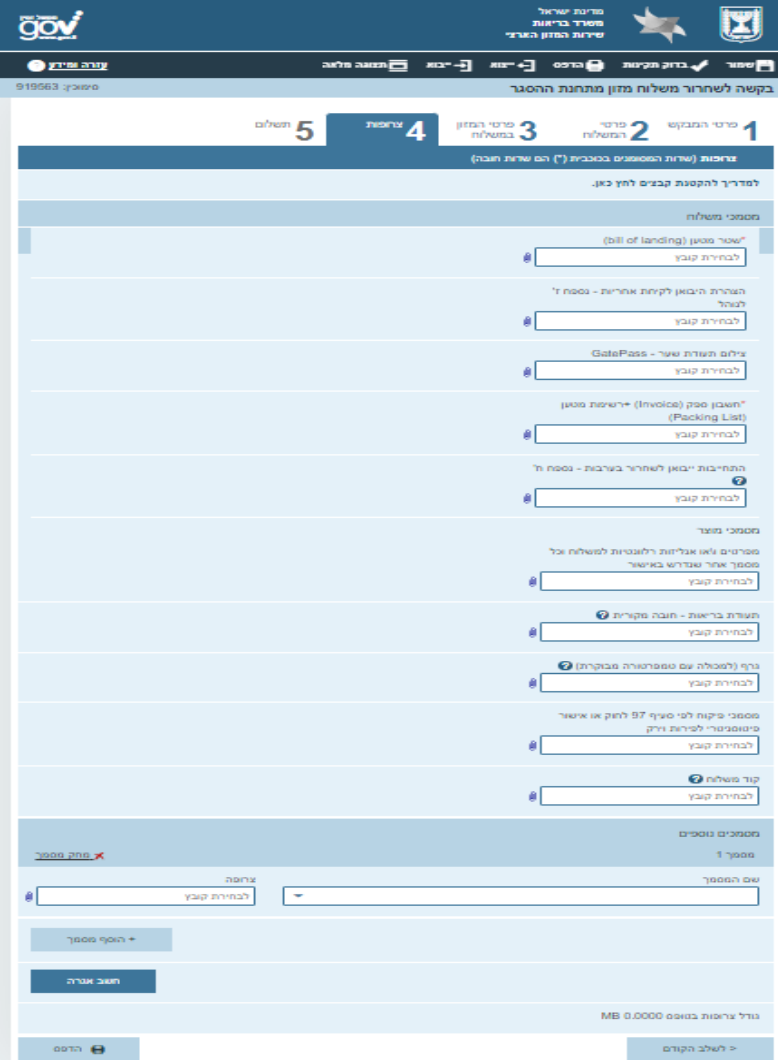 מדינת ישראל
משרד בריאות
שירות המזון הארצי
gov
www.gov.il
שמור
בדוק תקינות
הדפס
ייצוא
ייבוא
תצוגה מלאה
עזרה ומידע
בקשה לשחרור משלוח מזון מתחנת ההסגר
סימוכין: 919563
1 פרטי המבקש
2 פרטי המשלוח
3 פרטי המזון במשלוח
4 צרופות
5 תשלום
צרופות (שדות המסומנים בכוכבית (*) הם שדות חובה)
למדריך להקטנת קבצים לחץ כאן.
מסמכי משלוח
*שטר מטען (bill of landing)
לבחירת קובץ
הצהרת היבואן לקיחת אחריות - נספח ז'
לנוהל
לבחירת קובץ
צילום תעודת שער - GatePass
לבחירת קובץ
*חשבון ספק (Invoice) +רשימת מטען
(Packing List)
לבחירת קובץ
התחייבות ייבואן לשחרור בערבות - נספח ח'
לבחירת קובץ
מסמכי מוצר
מפרטים ו/או אנליזות רלוונטיות למשלוח וכל
מסמך אחר שנדרש באישור
לבחירת קובץ
תעודת בריאות - חובה מקורית
לבחירת קובץ
גרף (למכולה עם טמפרטורה מבוקרת)
לבחירת קובץ
מסמכי פיקוח לפי סעיף 97 לחוק או אישור
פיטוסניטרי לפירות וירק
לבחירת קובץ
קוד משלוח
לבחירת קובץ
מסמכים נוספים
מסמך 1
מחק מסמך
שם המסמך
צרופה
לבחירת קובץ
+ הוסף מסמך
חשב אגרה
גודל צרופות בטופס 0.0000 MB
< לשלב הקודם
הדפס